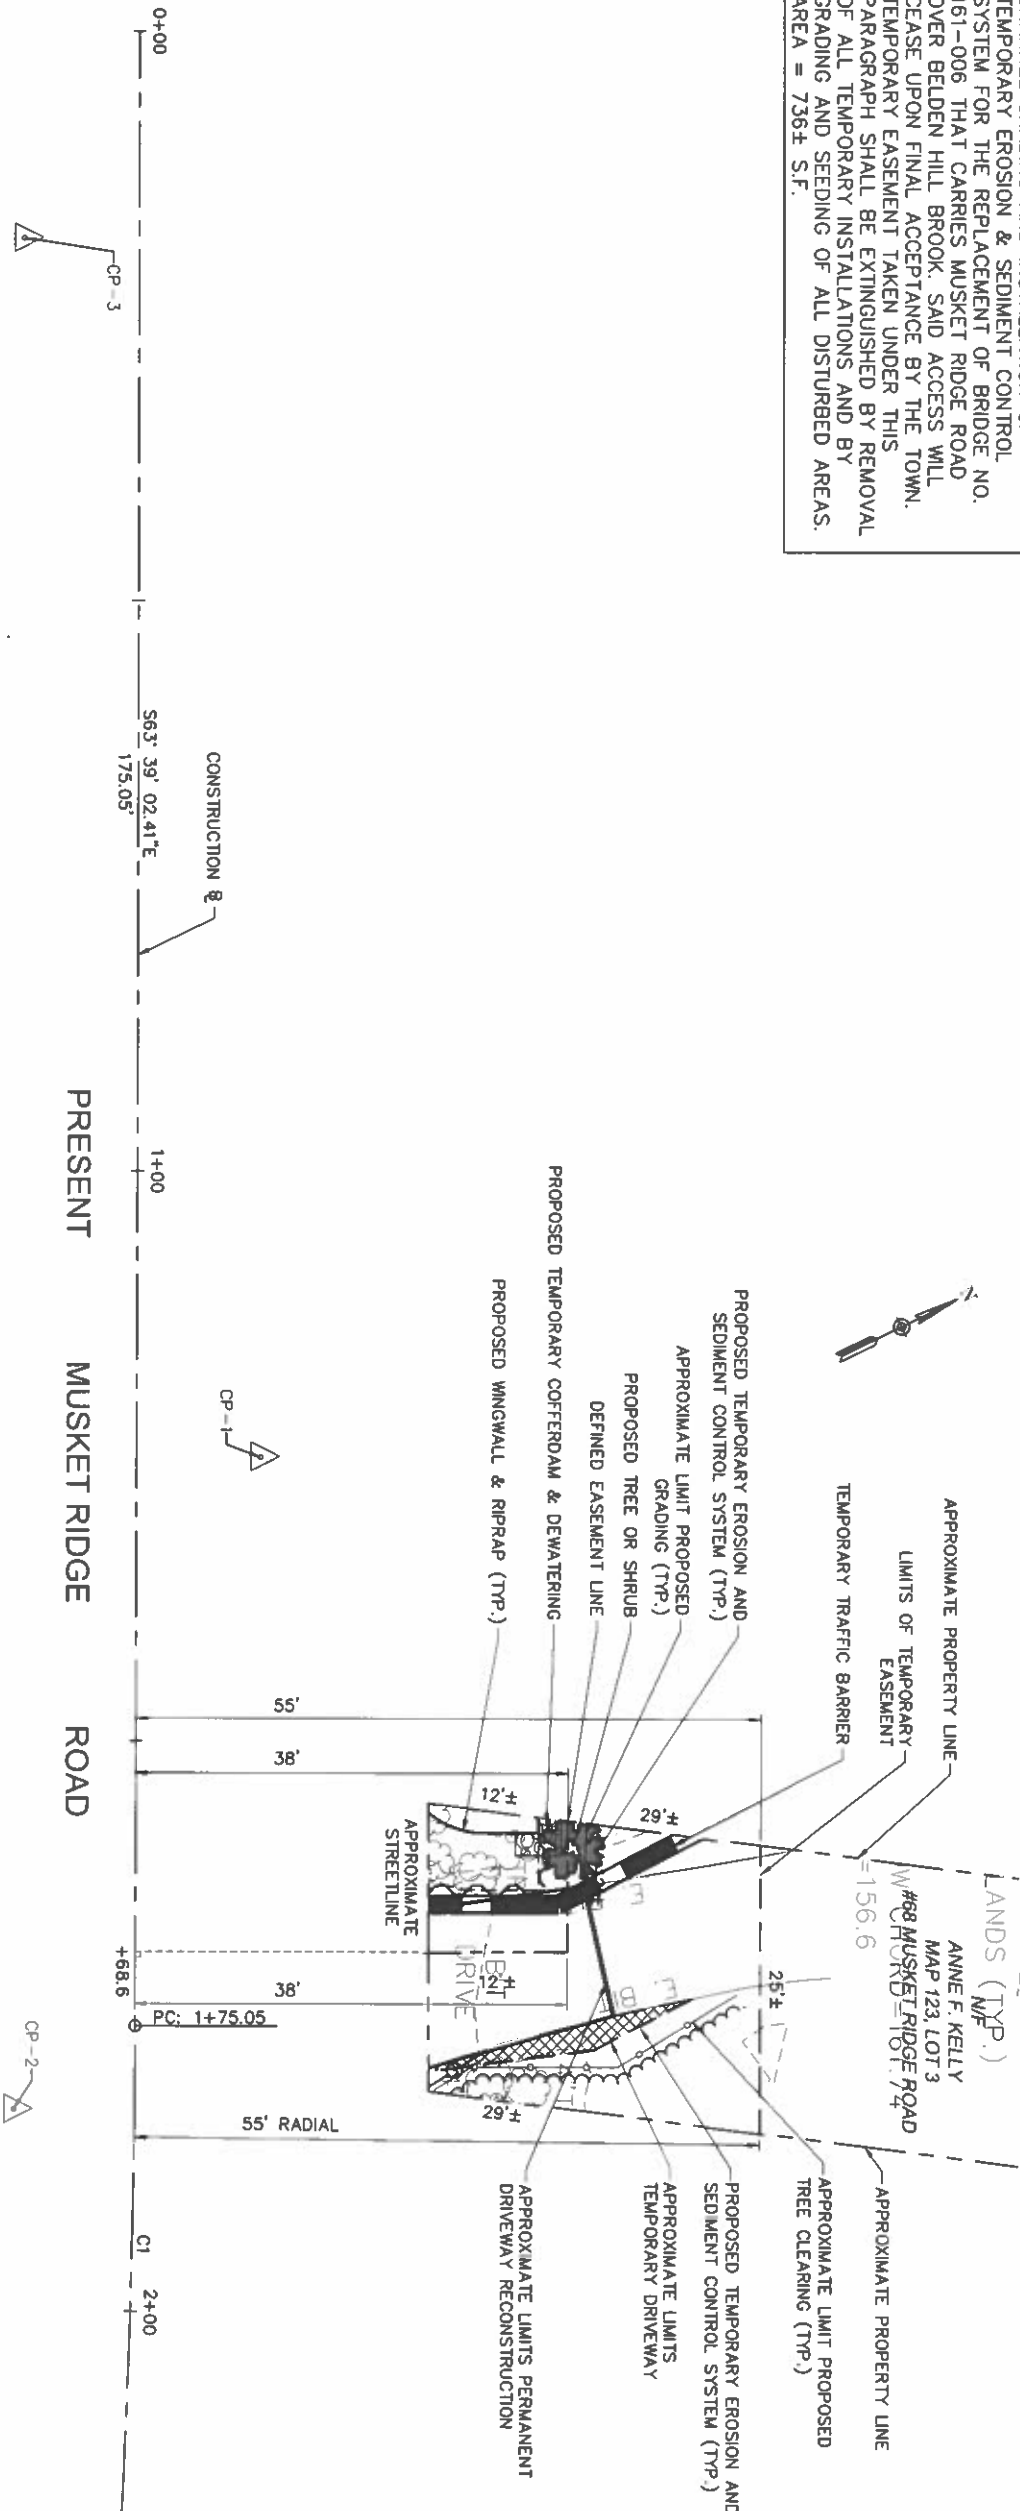 TEMPORARY EROSION & SEDIMENT CONTROL
SYSTEM FOR THE REPLACEMENT OF BRIDGE NO.
161-006 THAT CARRIES MUSKET RIDGE ROAD
OVER BELDEN HILL BROOK. SAID ACCESS WILL
CEASE UPON FINAL ACCEPTANCE BY THE TOWN.
TEMPORARY EASEMENT TAKEN UNDER THIS
PARAGRAPH SHALL BE EXTINGUISHED BY REMOVAL
OF ALL TEMPORARY INSTALLATIONS AND BY
GRADING AND SEEDING OF ALL DISTURBED AREAS.
AREA = 736± S.F.
LANDS (TYP.)
N/F
ANNE F. KELLY
MAP 123, LOT 3
#68 MUSKET RIDGE ROAD
W CHORD=161.74
=156.6
APPROXIMATE PROPERTY LINE
LIMITS OF TEMPORARY
EASEMENT
TEMPORARY TRAFFIC BARRIER
PROPOSED TEMPORARY EROSION AND
SEDIMENT CONTROL SYSTEM (TYP.)
APPROXIMATE LIMIT PROPOSED
GRADING (TYP.)
PROPOSED TREE OR SHRUB
DEFINED EASEMENT LINE
PROPOSED TEMPORARY COFFERDAM & DEWATERING
PROPOSED WINGWALL & RIPRAP (TYP.)
N
APPROXIMATE PROPERTY LINE
APPROXIMATE LIMIT PROPOSED
TREE CLEARING (TYP.)
PROPOSED TEMPORARY EROSION AND
SEDIMENT CONTROL SYSTEM (TYP.)
APPROXIMATE LIMITS
TEMPORARY DRIVEWAY
APPROXIMATE LIMITS PERMANENT
DRIVEWAY RECONSTRUCTION
25'±
29'±
12'±
12'±
29'±
BIT
DRIVE
APPROXIMATE
STREETLINE
55'
38'
38'
55' RADIAL
+68.6
PC: 1+75.05
CONSTRUCTION ℄
S63° 39' 02.41"E
175.05'
0+00
1+00
C1
2+00
CP-3
CP-1
CP-2
PRESENT MUSKET RIDGE ROAD